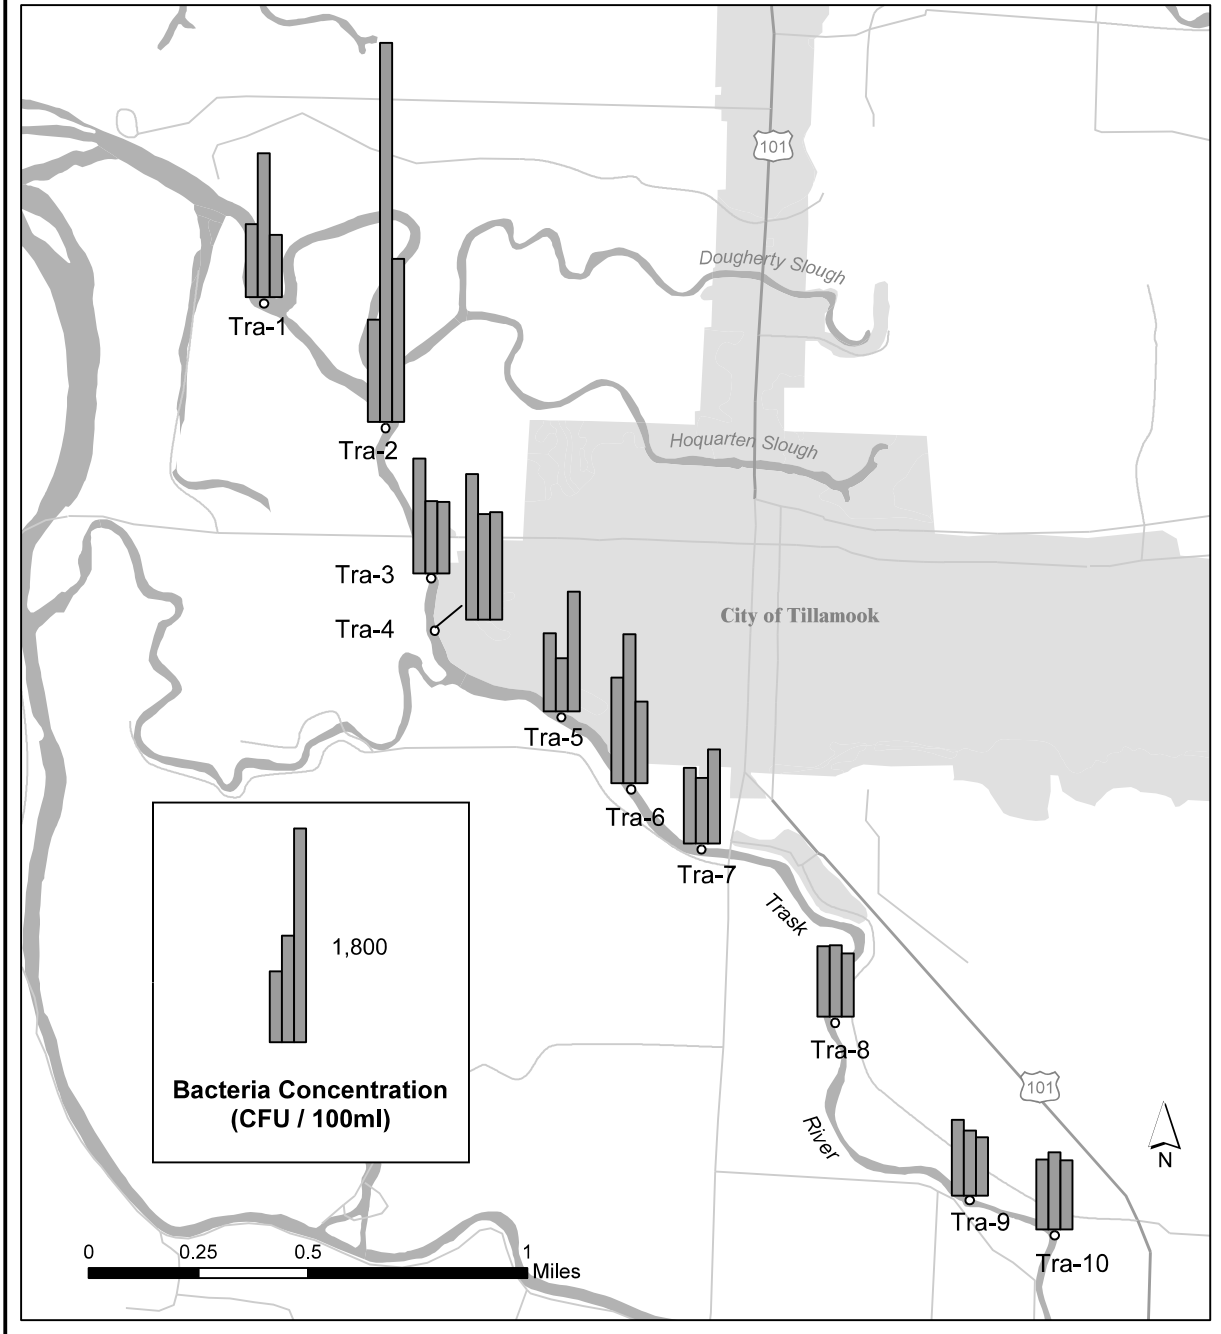 101
Dougherty Slough
Tra-1
Hoquarten Slough
Tra-2
Tra-3
Tra-4
City of Tillamook
Tra-5
Tra-6
Tra-7
Trask
1,800
Tra-8
Bacteria Concentration
(CFU / 100ml)
101
River
N
Tra-9
Tra-10
0 0.25 0.5 1
Miles